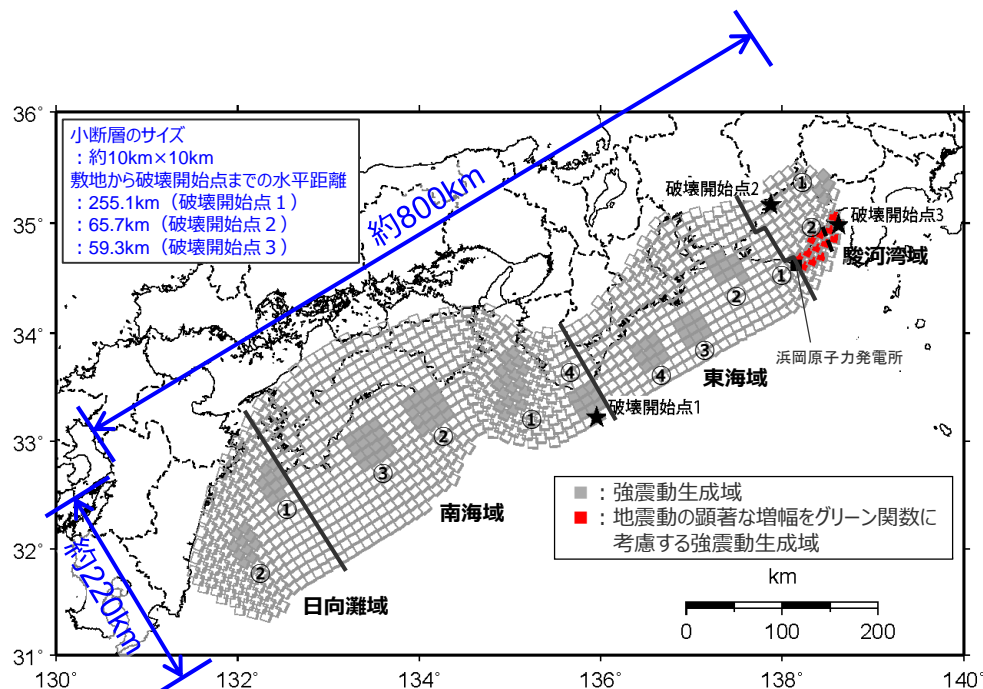 小断層のサイズ
：約10km×10km
敷地から破壊開始点までの水平距離
：255.1km（破壊開始点１）
：65.7km（破壊開始点２）
：59.3km（破壊開始点３）
約800km
約220km
36°
35°
34°
33°
32°
31°
130°
132°
134°
136°
138°
140°
破壊開始点2
①
破壊開始点3
②
駿河湾域
①
②
浜岡原子力発電所
③
④
東海域
④
破壊開始点1
①
②
③
南海域
①
②
日向灘域
：強震動生成域
：地震動の顕著な増幅をグリーン関数に
考慮する強震動生成域
km
0
100
200